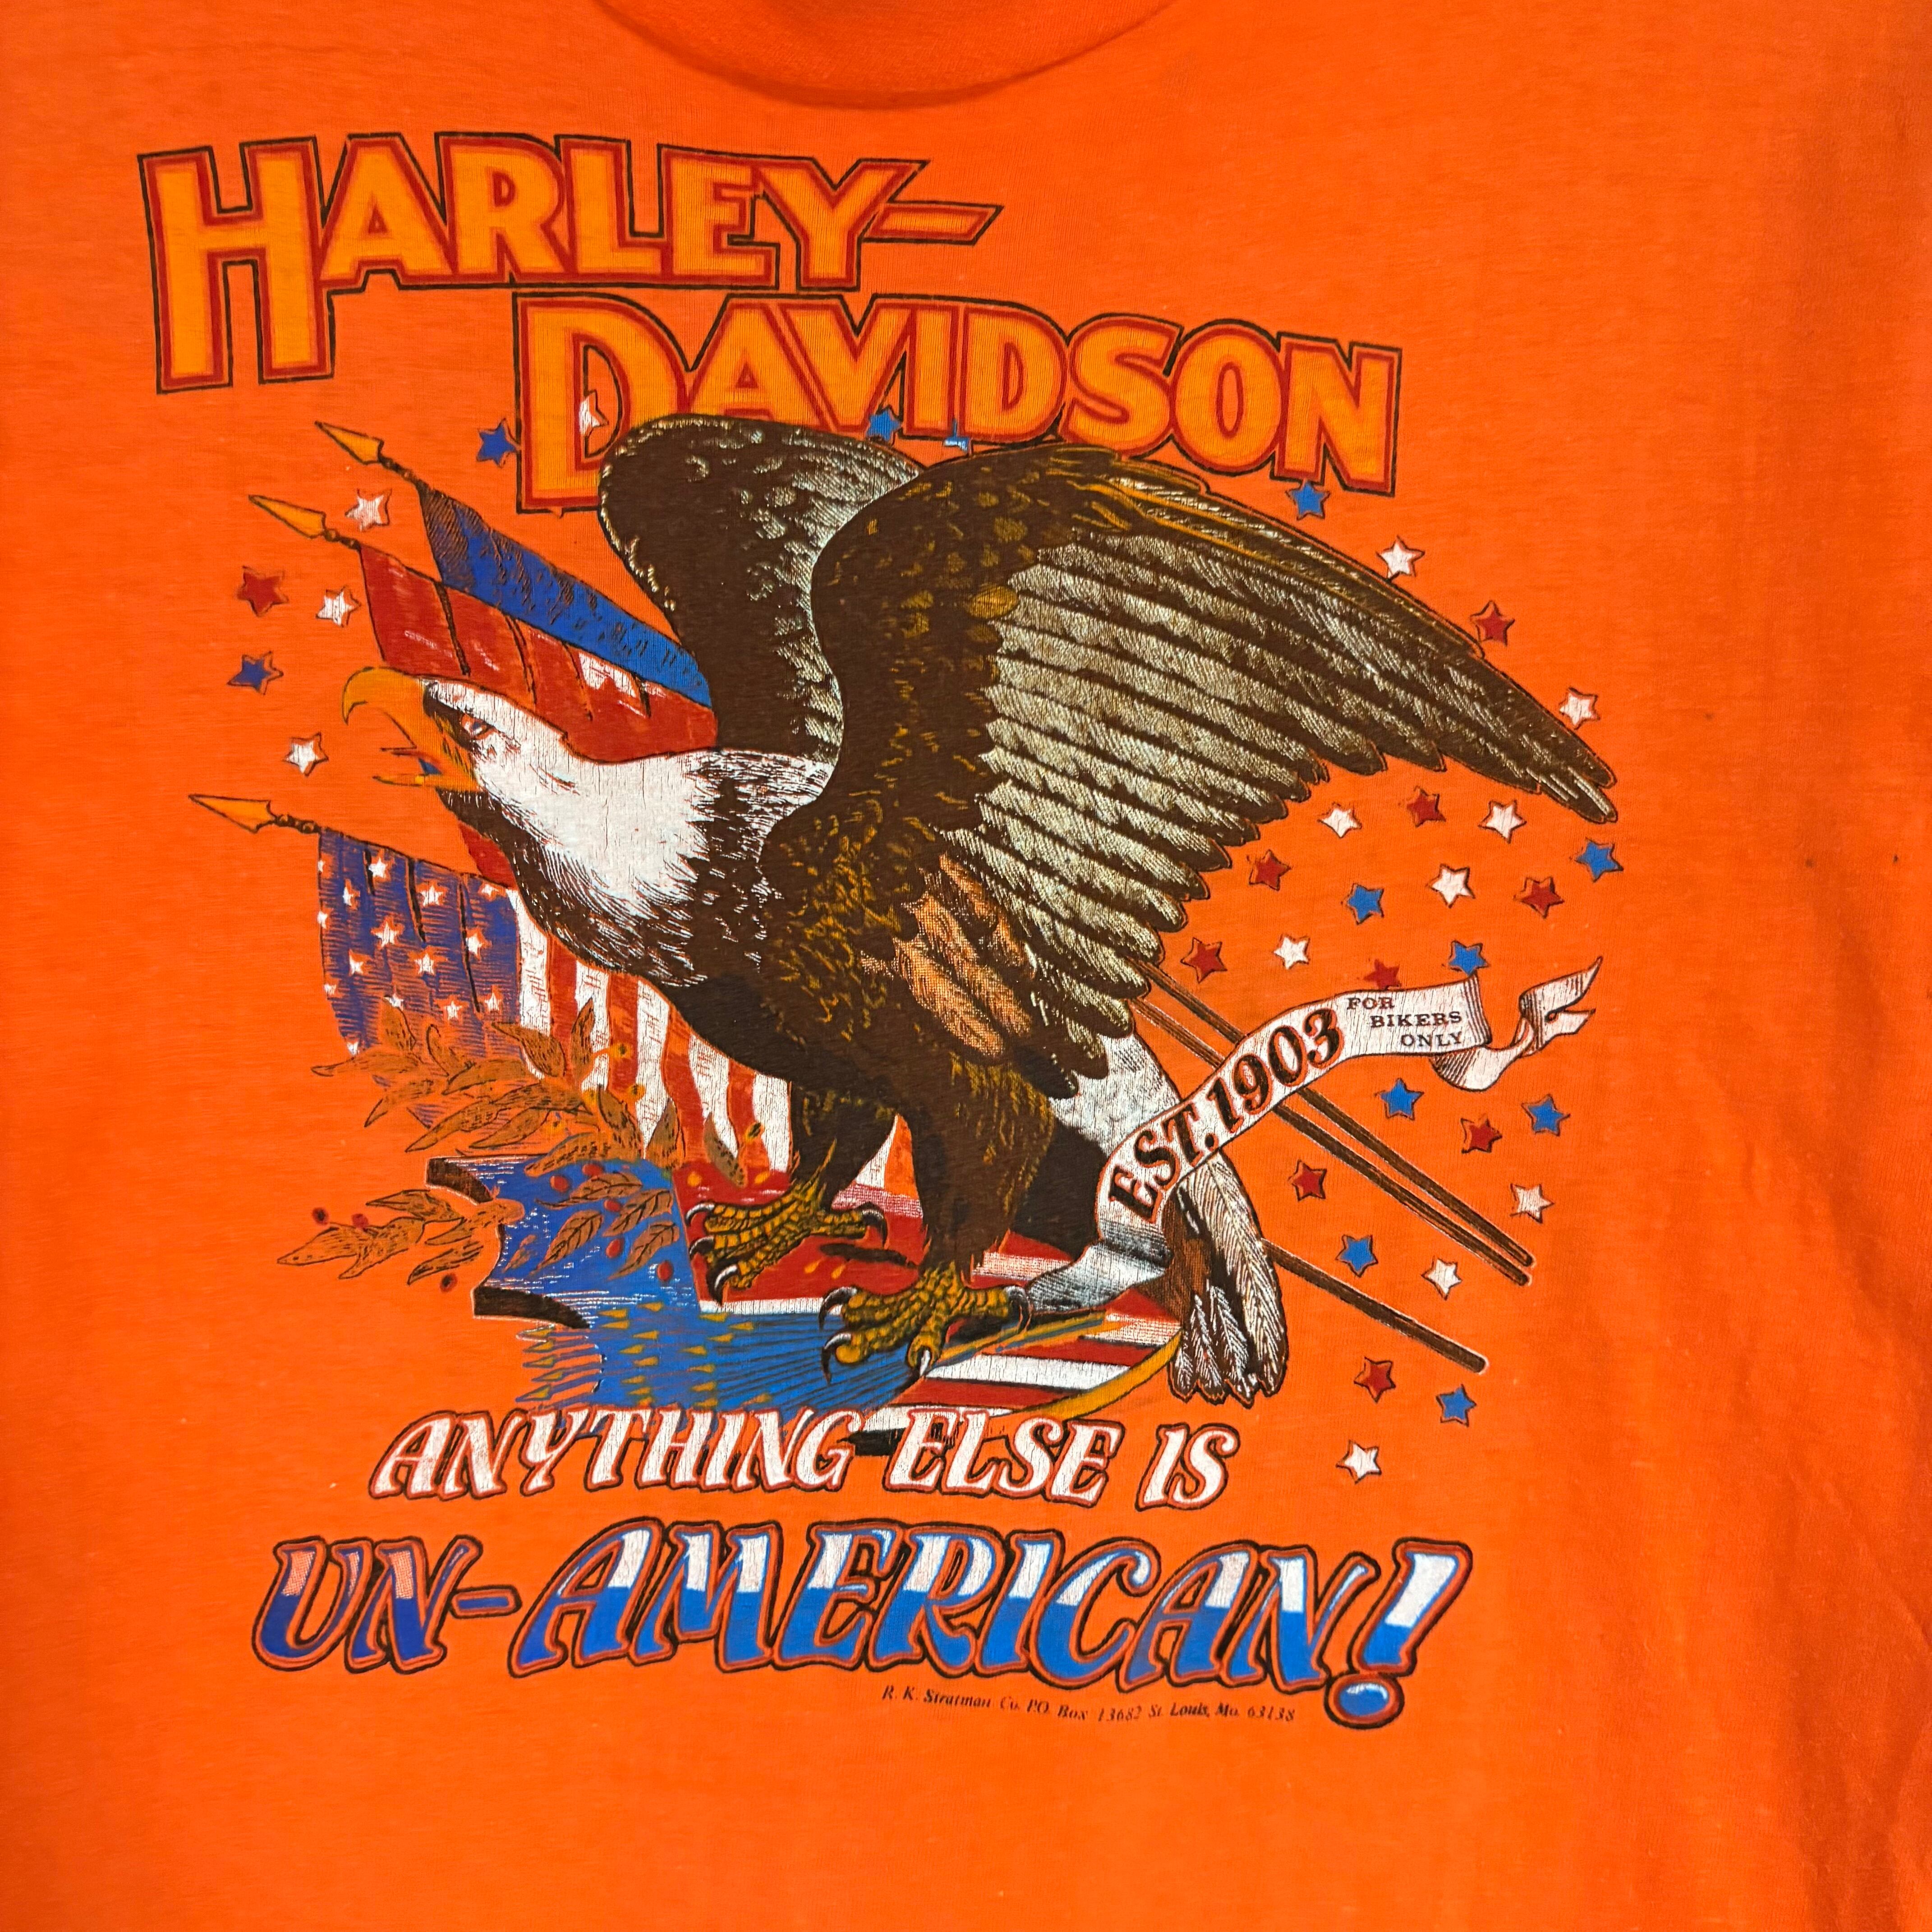 HARLEY-
DAVIDSON
EST. 1903
FOR
BIKERS
ONLY
ANYTHING ELSE IS
UN-AMERICAN!
R. K. Stratman Co. P.O. Box 13682 St. Louis, Mo. 63138